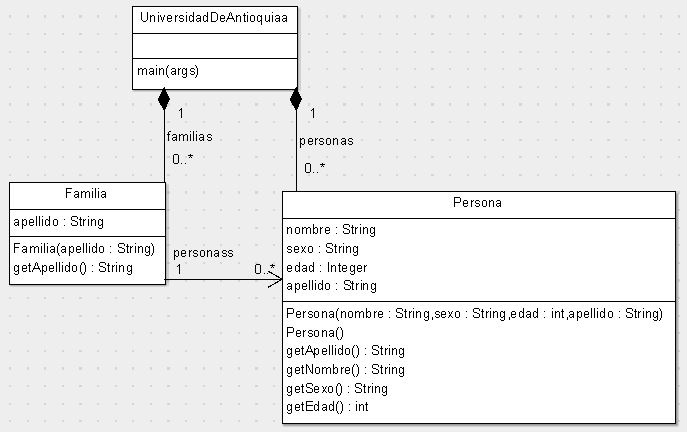 UniversidadDeAntioquiaa
main(args)
1
1
familias
personas
0..*
0..*
Familia
apellido : String
Familia(apellido : String)
getApellido() : String
personass
1
0..*
Persona
nombre : String
sexo : String
edad : Integer
apellido : String
Persona(nombre : String,sexo : String,edad : int,apellido : String)
Persona()
getApellido() : String
getNombre() : String
getSexo() : String
getEdad() : int